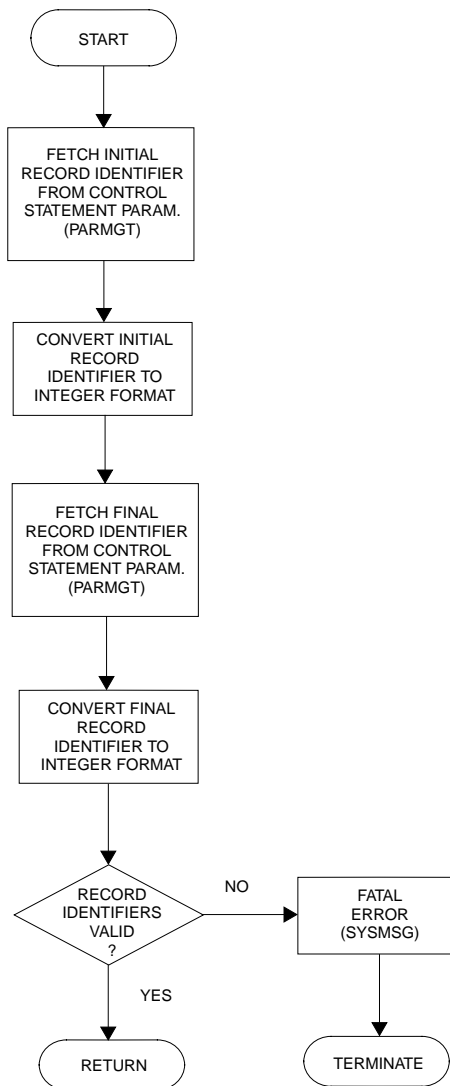 START
FETCH INITIAL
RECORD IDENTIFIER
FROM CONTROL
STATEMENT PARAM.
(PARMGT)
CONVERT INITIAL
RECORD
IDENTIFIER TO
INTEGER FORMAT
FETCH FINAL
RECORD IDENTIFIER
FROM CONTROL
STATEMENT PARAM.
(PARMGT)
CONVERT FINAL
RECORD
IDENTIFIER TO
INTEGER FORMAT
RECORD
IDENTIFIERS
VALID
?
NO
FATAL
ERROR
(SYSMSG)
YES
RETURN
TERMINATE